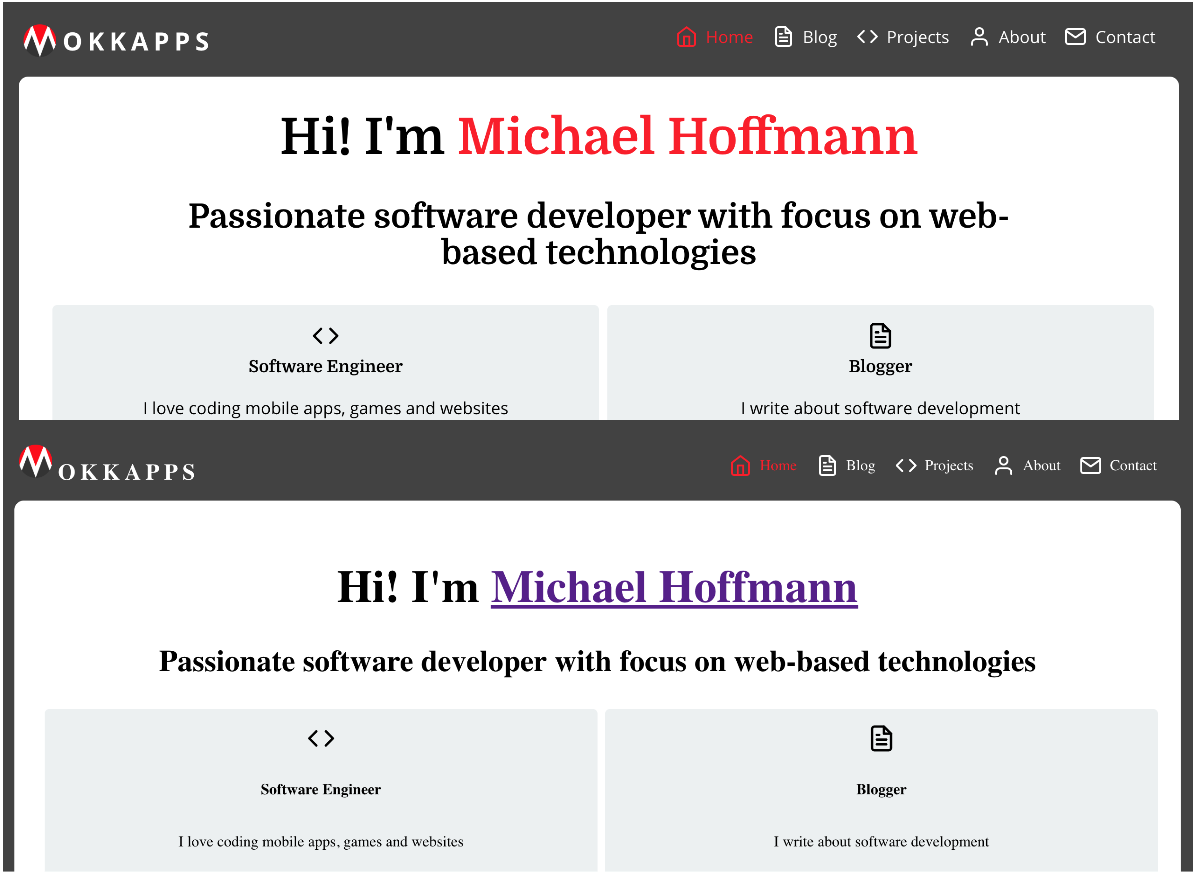 MOKKAPPS
Home Blog Projects About Contact
Hi! I'm Michael Hoffmann
Passionate software developer with focus on web-
based technologies
Software Engineer
Blogger
I love coding mobile apps, games and websites
I write about software development
MOKKAPPS
Home Blog Projects About Contact
Hi! I'm Michael Hoffmann
Passionate software developer with focus on web-based technologies
Software Engineer
Blogger
I love coding mobile apps, games and websites
I write about software development